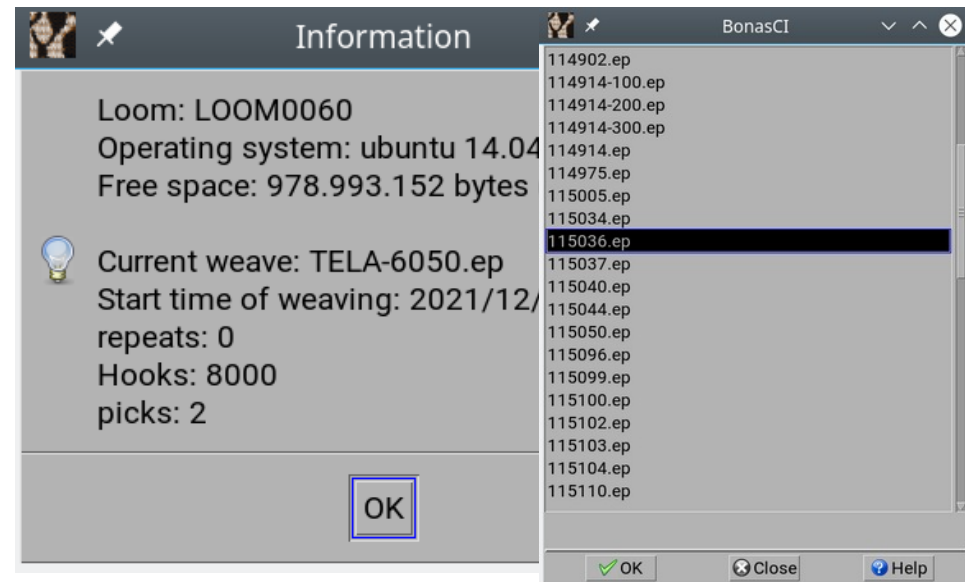 Information
Loom: LOOM0060
Operating system: ubuntu 14.04
Free space: 978.993.152 bytes
Current weave: TELA-6050.ep
Start time of weaving: 2021/12/
repeats: 0
Hooks: 8000
picks: 2
OK
BonasCI
114902.ep
114914-100.ep
114914-200.ep
114914-300.ep
114914.ep
114975.ep
115005.ep
115034.ep
115036.ep
115037.ep
115040.ep
115044.ep
115050.ep
115096.ep
115099.ep
115100.ep
115102.ep
115103.ep
115104.ep
115110.ep
OK Close Help